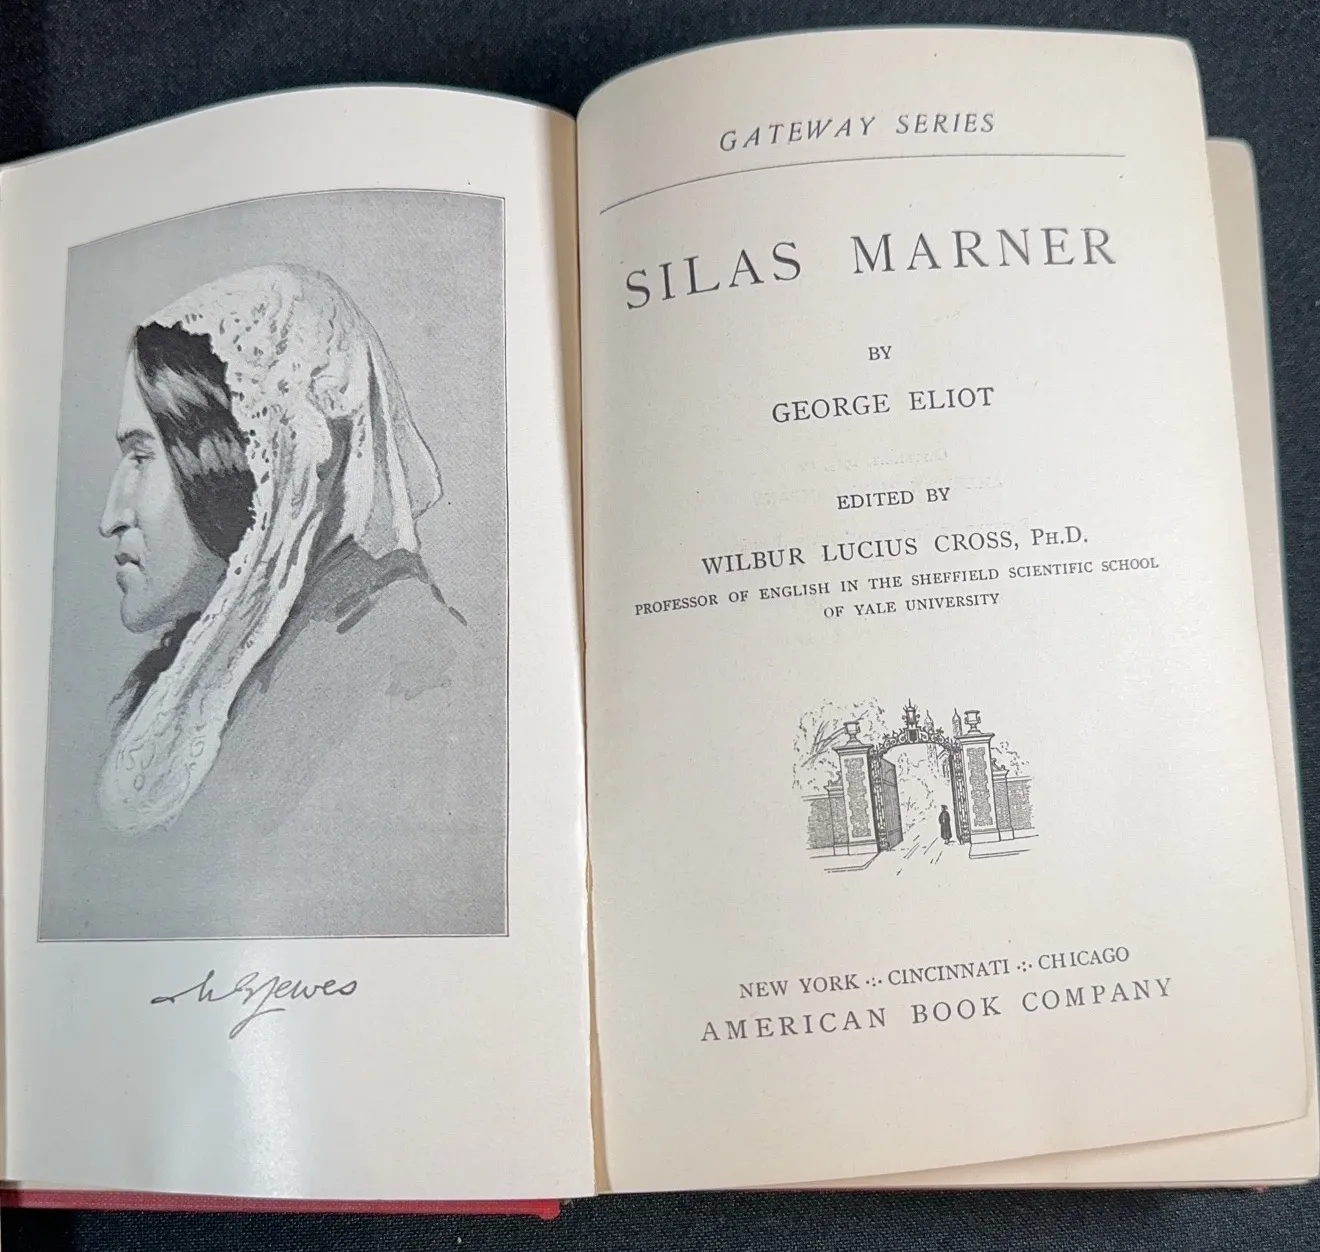 M E Lewes
GATEWAY SERIES
SILAS MARNER
BY
GEORGE ELIOT
EDITED BY
WILBUR LUCIUS CROSS, PH.D.
PROFESSOR OF ENGLISH IN THE SHEFFIELD SCIENTIFIC SCHOOL
OF YALE UNIVERSITY
NEW YORK ·:· CINCINNATI ·:· CHICAGO
AMERICAN BOOK COMPANY